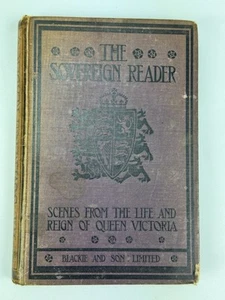 THE
SOVEREIGN READER
SCENES FROM THE LIFE AND
REIGN OF QUEEN VICTORIA
BLACKIE AND SON LIMITED